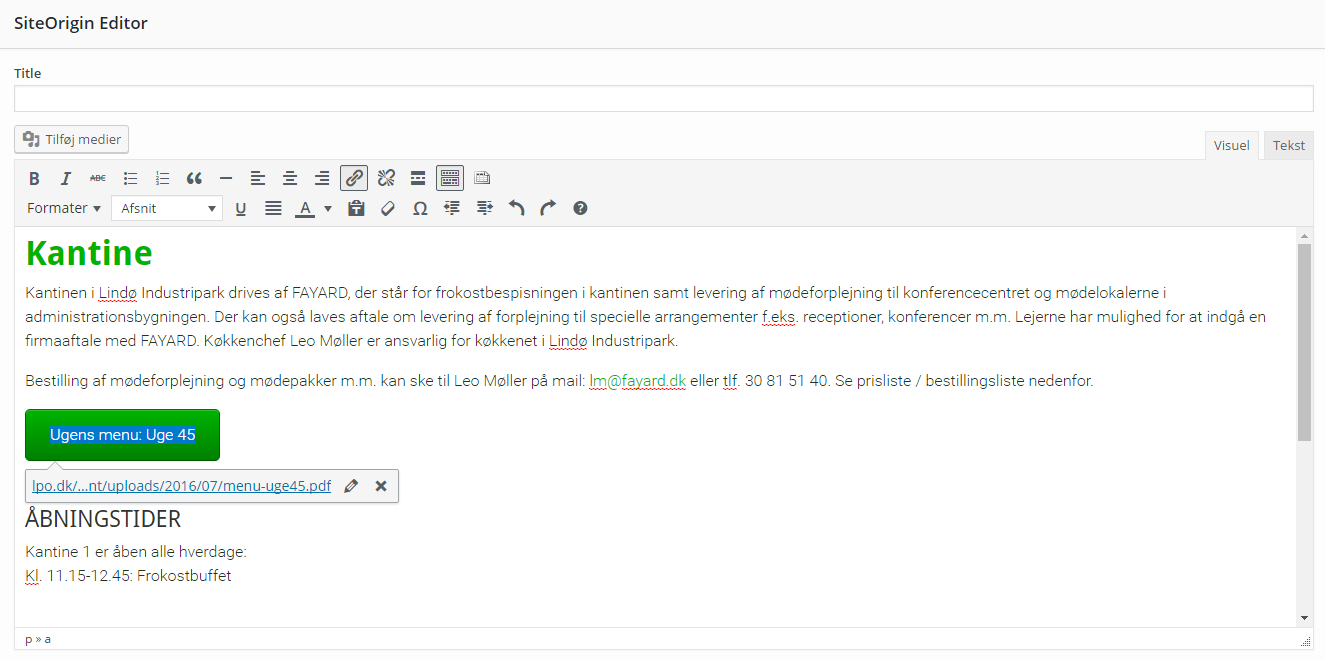 SiteOrigin Editor
Title
Tilføj medier
Visuel Tekst
B I ABC
Formater Afsnit U A Ω
Kantine
Kantinen i Lindø Industripark drives af FAYARD, der står for frokostbespisningen i kantinen samt levering af mødeforplejning til konferencecentret og mødelokalerne i
administrationsbygningen. Der kan også laves aftale om levering af forplejning til specielle arrangementer f.eks. receptioner, konferencer m.m. Lejerne har mulighed for at indgå en
firmaaftale med FAYARD. Køkkenchef Leo Møller er ansvarlig for køkkenet i Lindø Industripark.
Bestilling af mødeforplejning og mødepakker m.m. kan ske til Leo Møller på mail: lm@fayard.dk eller tlf. 30 81 51 40. Se prisliste / bestillingsliste nedenfor.
Ugens menu: Uge 45
lpo.dk/...nt/uploads/2016/07/menu-uge45.pdf
ÅBNINGSTIDER
Kantine 1 er åben alle hverdage:
Kl. 11.15-12.45: Frokostbuffet
p » a